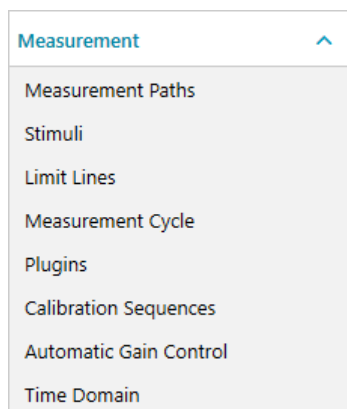 Measurement
Measurement Paths
Stimuli
Limit Lines
Measurement Cycle
Plugins
Calibration Sequences
Automatic Gain Control
Time Domain